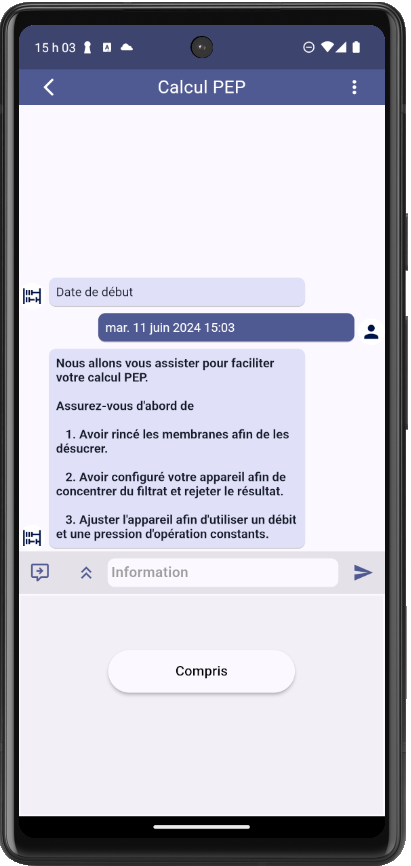 15 h 03
Calcul PEP
Date de début
mar. 11 juin 2024 15:03
Nous allons vous assister pour faciliter
votre calcul PEP.
Assurez-vous d'abord de
1. Avoir rincé les membranes afin de les
désucrer.
2. Avoir configuré votre appareil afin de
concentrer du filtrat et rejeter le résultat.
3. Ajuster l'appareil afin d'utiliser un débit
et une pression d'opération constants.
Information
Compris